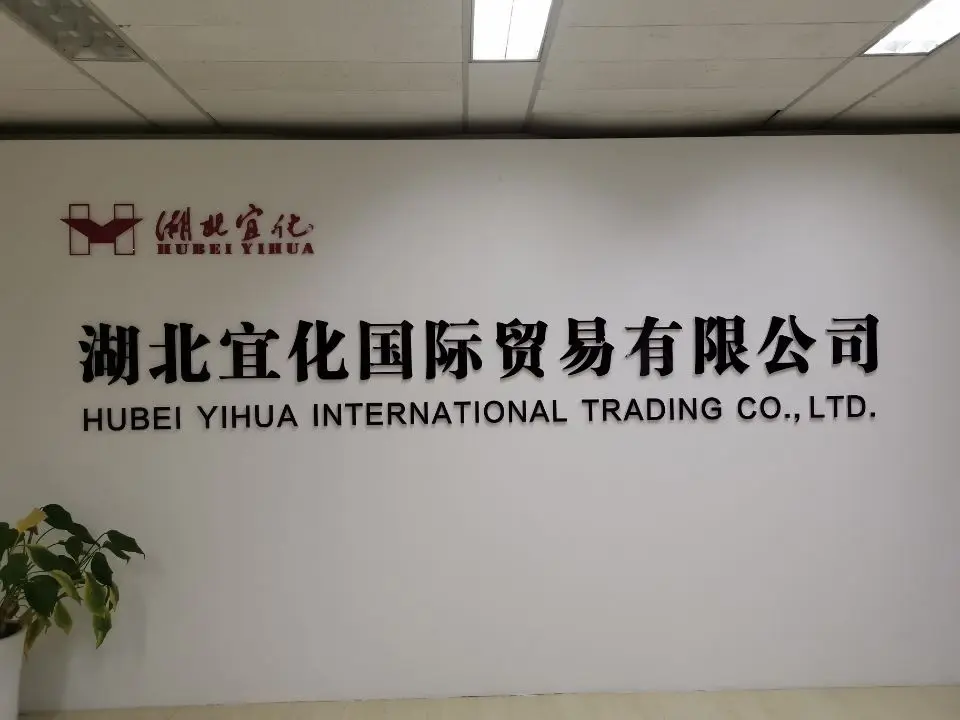 湖北宜化
HUBEI YIHUA
湖北宜化国际贸易有限公司
HUBEI YIHUA INTERNATIONAL TRADING CO., LTD.